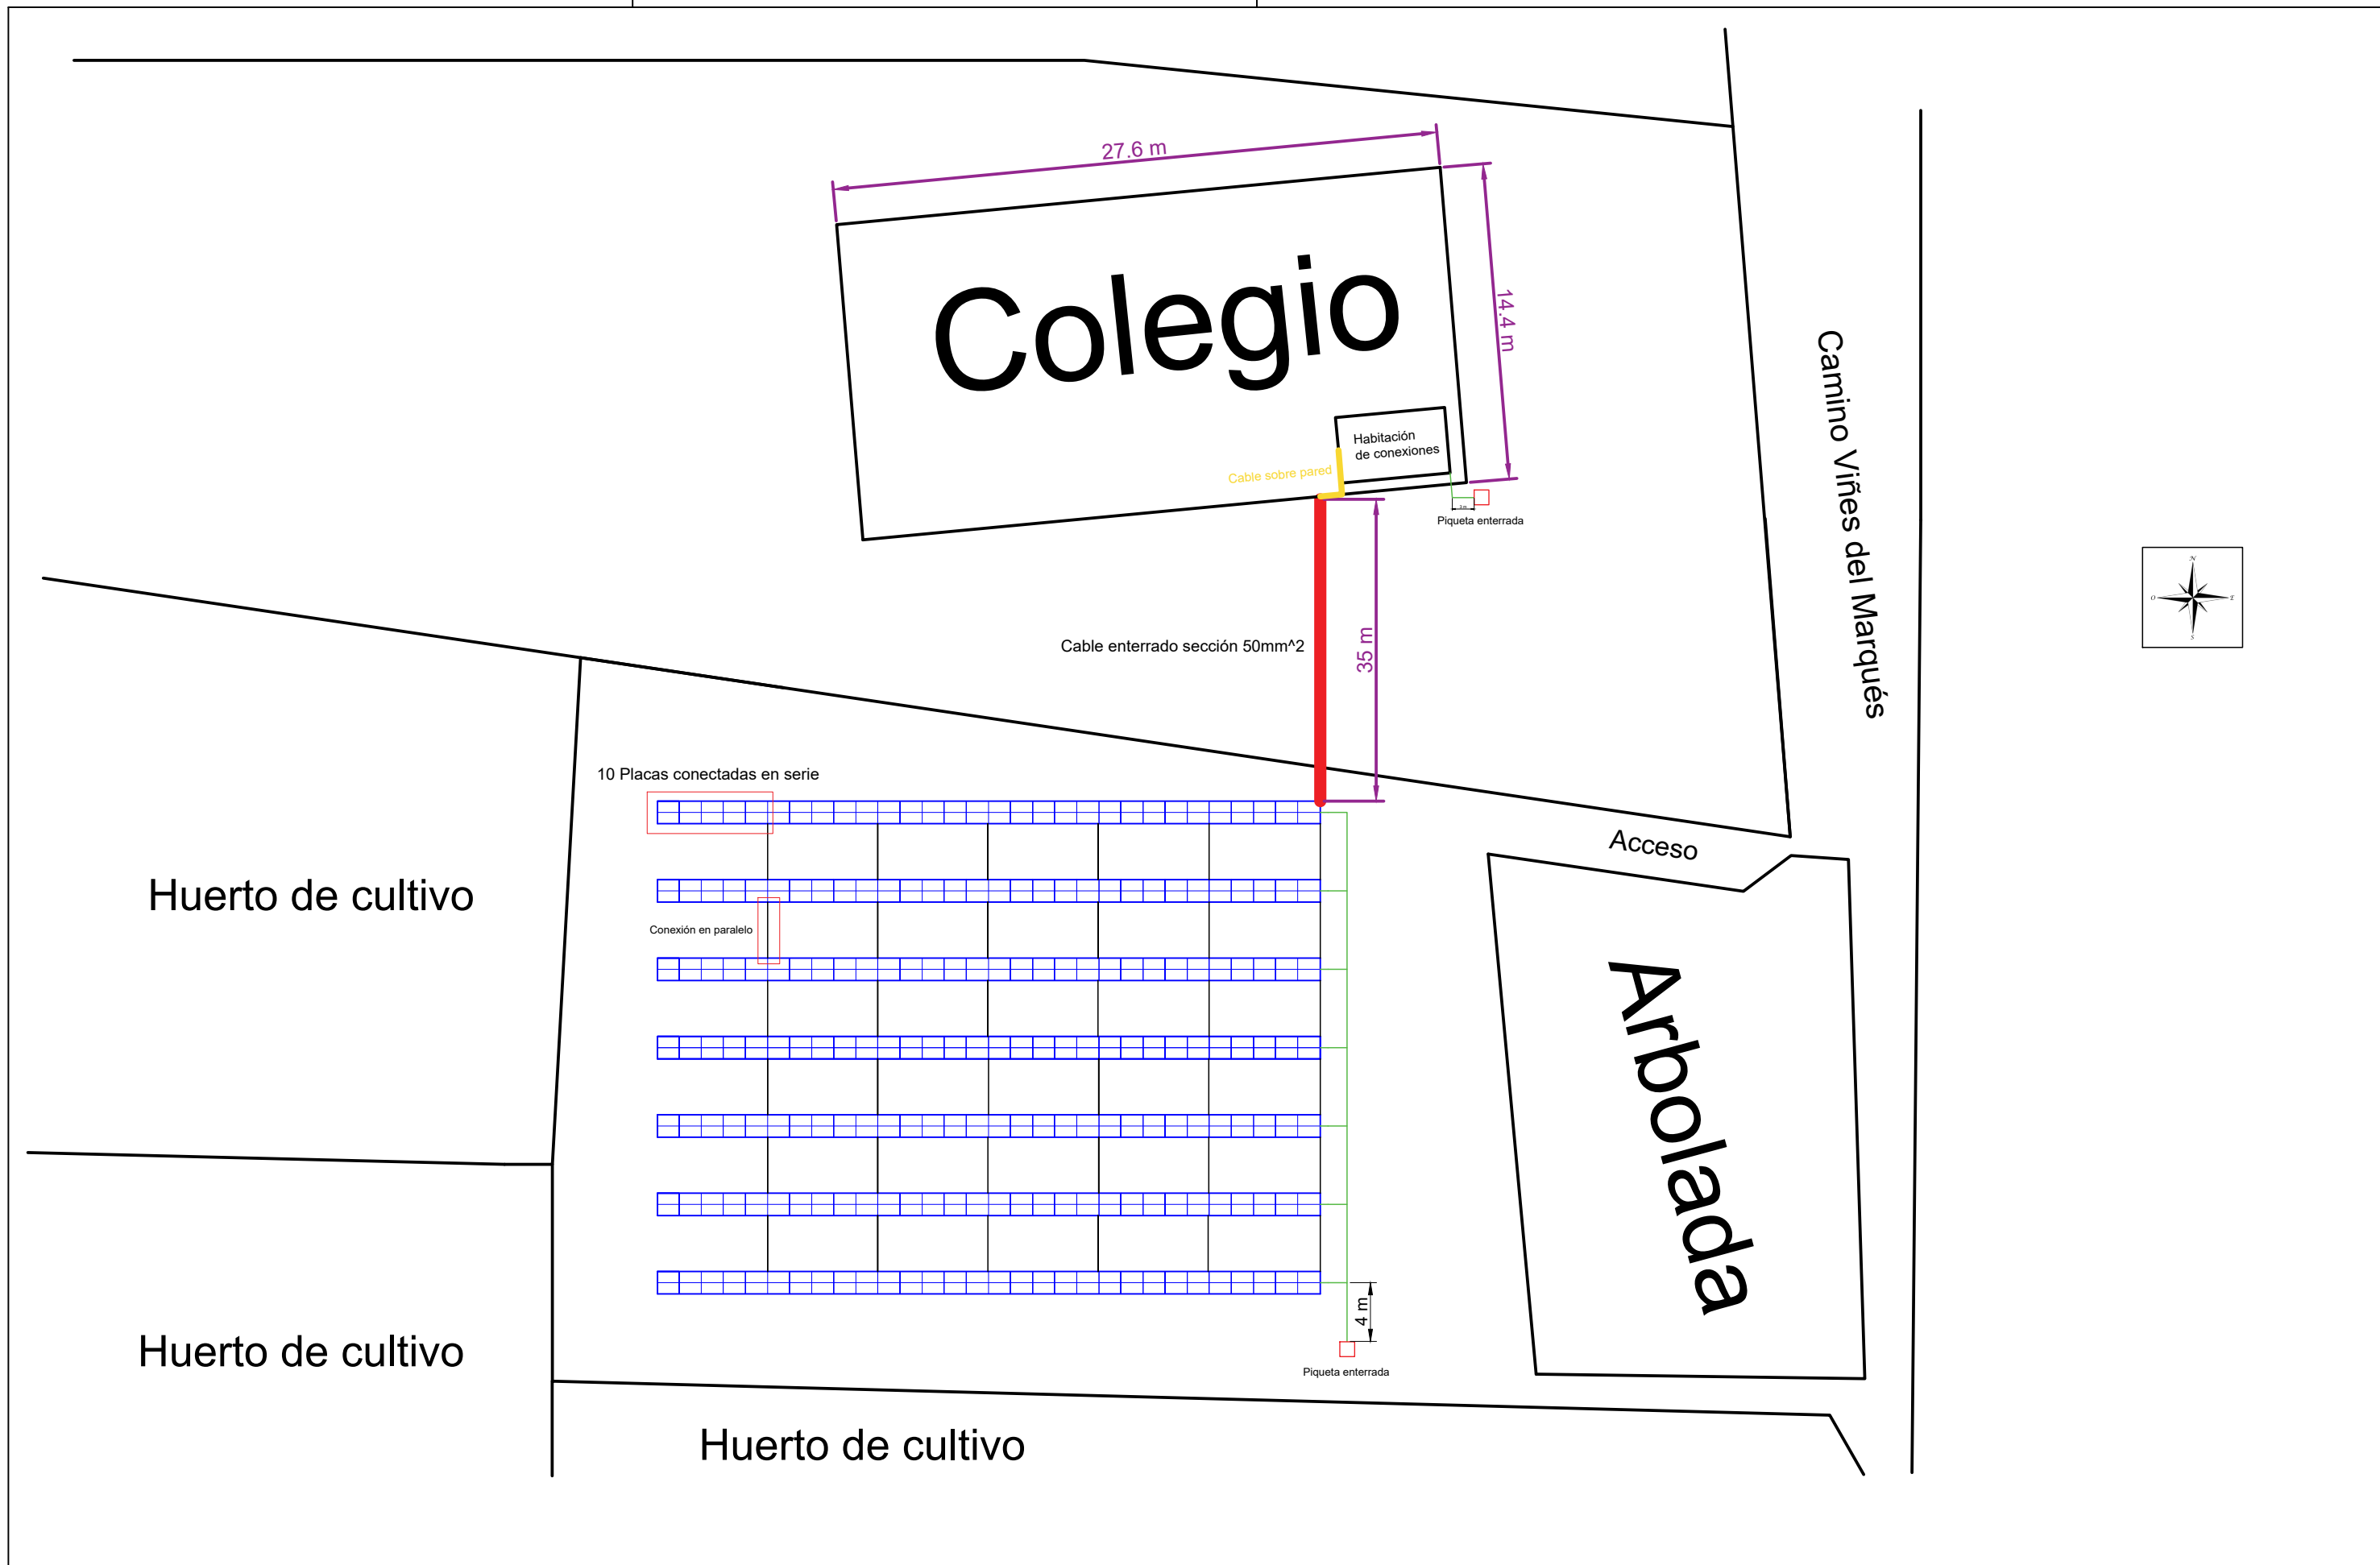 27.6 m
Colegio
14.4 m
Camino Viñes del Marqués
Habitación
de conexiones
Cable sobre pared
Piqueta enterrada
N
O
E
S
Cable enterrado sección 50mm^2
35 m
10 Placas conectadas en serie
Acceso
Huerto de cultivo
Conexión en paralelo
Arbolada
Huerto de cultivo
4 m
Piqueta enterrada
Huerto de cultivo